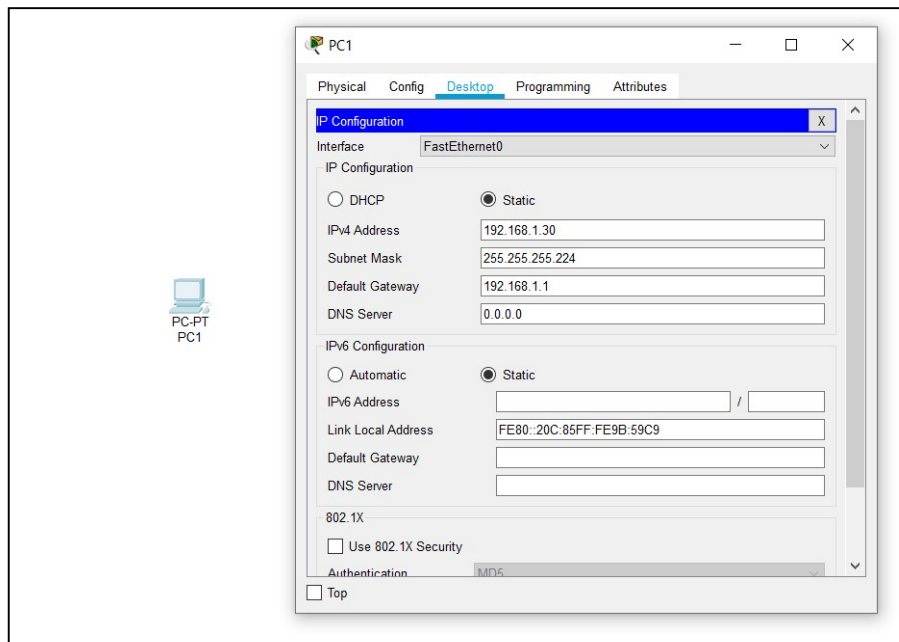 PC-PT
PC1
PC1
Physical Config Desktop Programming Attributes
IP Configuration X
Interface FastEthernet0
IP Configuration
DHCP Static
IPv4 Address 192.168.1.30
Subnet Mask 255.255.255.224
Default Gateway 192.168.1.1
DNS Server 0.0.0.0
IPv6 Configuration
Automatic Static
IPv6 Address /
Link Local Address FE80::20C:85FF:FE9B:59C9
Default Gateway
DNS Server
802.1X
Use 802.1X Security
Authentication MD5
Top